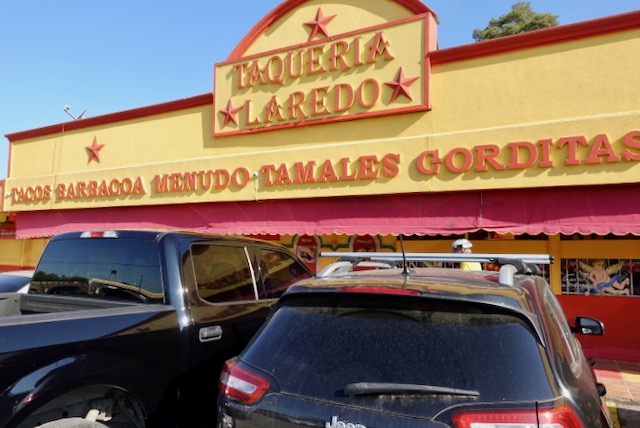 TAQUERIA
LAREDO
TACOS BARBACOA MENUDO TAMALES GORDITAS
Jeep